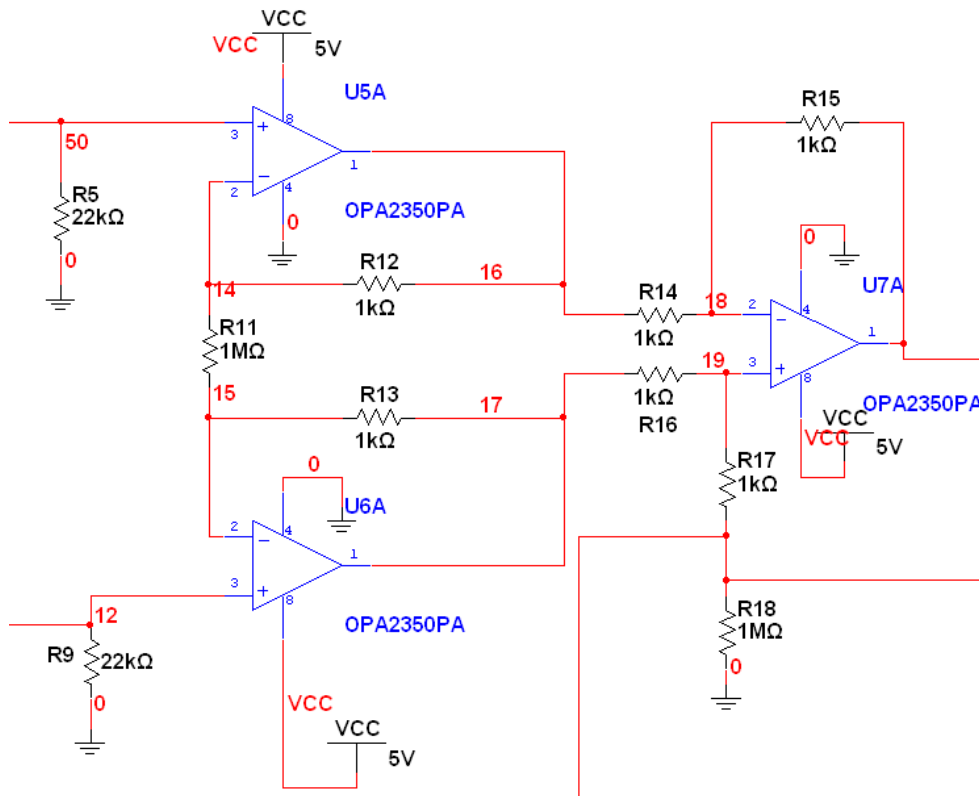 VCC
VCC
5V
U5A
8
3
+
50
1
2
−
4
OPA2350PA
R5
22kΩ
0
0
R15
1kΩ
0
U7A
14
R12
1kΩ
16
R14
1kΩ
18
2
−
4
1
R11
1MΩ
15
R13
1kΩ
17
19
1kΩ
R16
3
+
8
OPA2350PA
VCC
VCC
5V
R17
1kΩ
0
U6A
2
−
4
1
3
+
8
12
OPA2350PA
R9
22kΩ
0
R18
1MΩ
0
VCC
VCC
5V